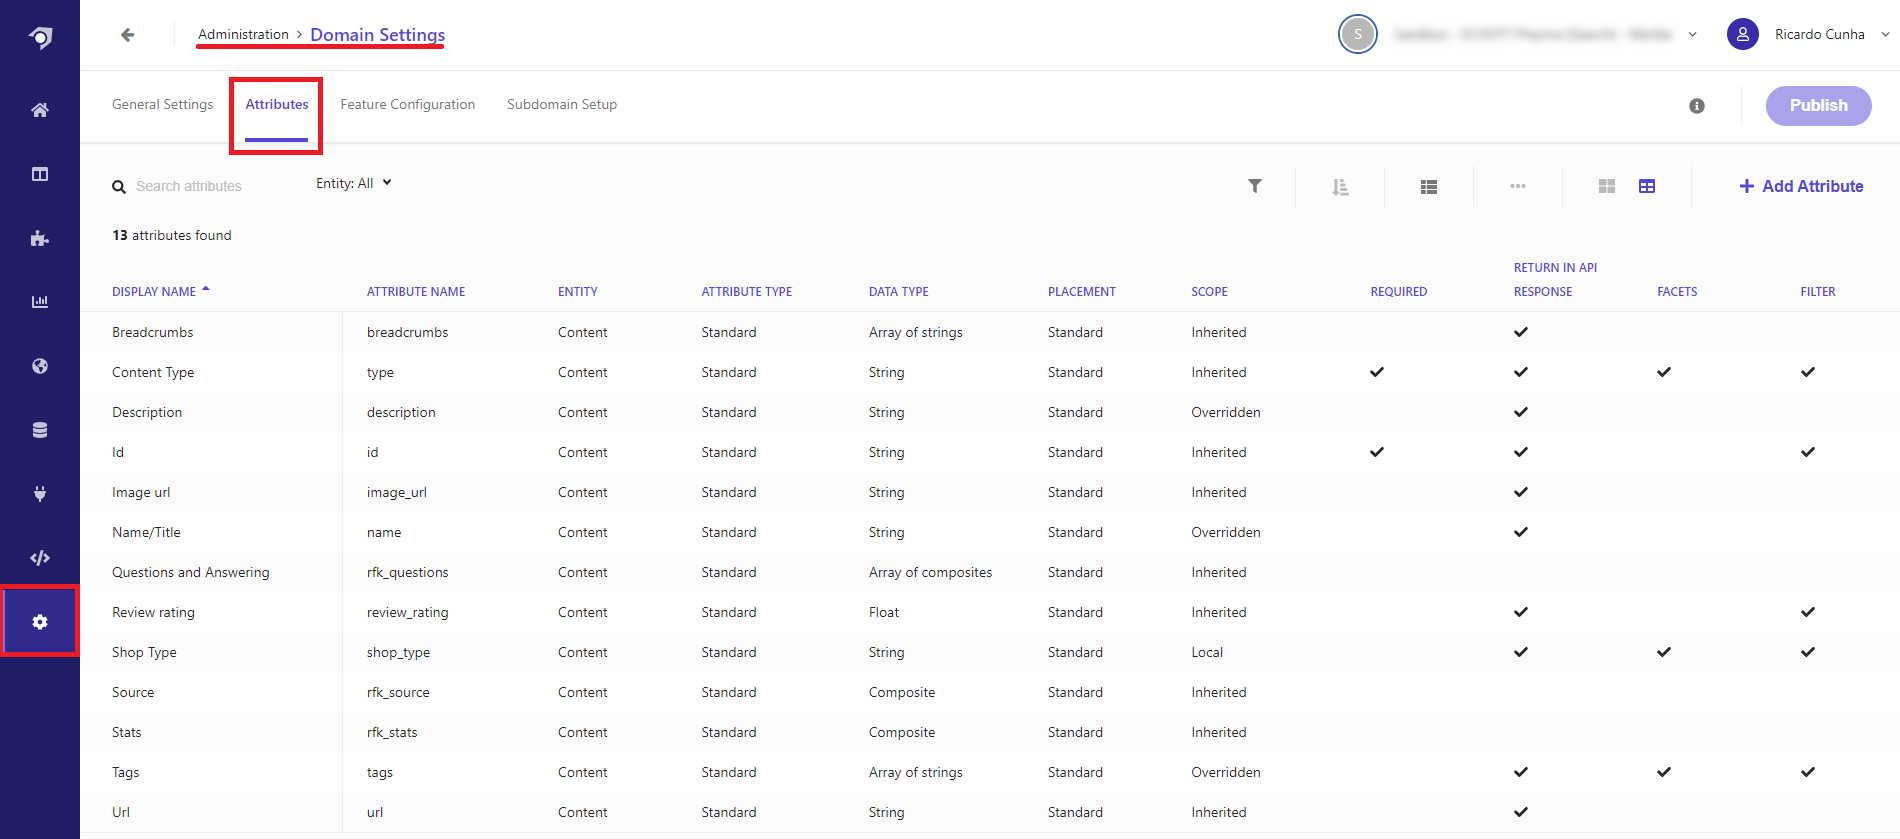 Administration > Domain Settings
S
Ricardo Cunha
General Settings Attributes Feature Configuration Subdomain Setup
Publish
Search attributes Entity: All
+ Add Attribute
13 attributes found
DISPLAY NAME ATTRIBUTE NAME ENTITY ATTRIBUTE TYPE DATA TYPE PLACEMENT SCOPE REQUIRED RETURN IN API RESPONSE FACETS FILTER
Breadcrumbs breadcrumbs Content Standard Array of strings Standard Inherited ✓
Content Type type Content Standard String Standard Inherited ✓ ✓ ✓ ✓
Description description Content Standard String Standard Overridden ✓
Id id Content Standard String Standard Inherited ✓ ✓ ✓
Image url image_url Content Standard String Standard Inherited ✓
Name/Title name Content Standard String Standard Overridden ✓
Questions and Answering rfk_questions Content Standard Array of composites Standard Inherited
Review rating review_rating Content Standard Float Standard Inherited ✓ ✓
Shop Type shop_type Content Standard String Standard Local ✓ ✓ ✓
Source rfk_source Content Standard Composite Standard Inherited
Stats rfk_stats Content Standard Composite Standard Inherited
Tags tags Content Standard Array of strings Standard Overridden ✓ ✓ ✓
Url url Content Standard String Standard Inherited ✓